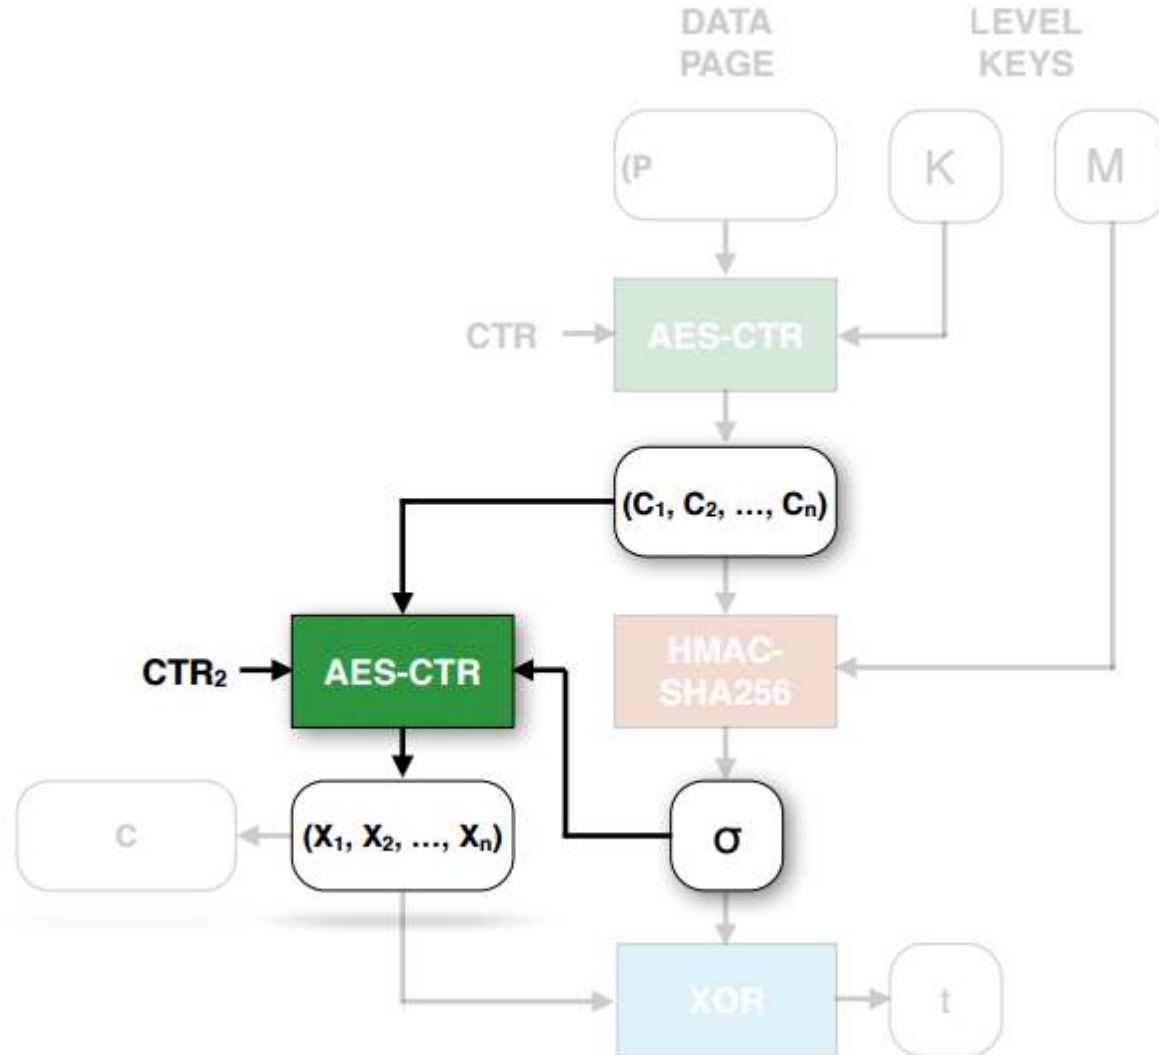 DATA
PAGE
LEVEL
KEYS
(P
K
M
CTR
AES-CTR
(C₁, C₂, ..., Cₙ)
CTR₂
AES-CTR
HMAC-
SHA256
C
(X₁, X₂, ..., Xₙ)
σ
XOR
t